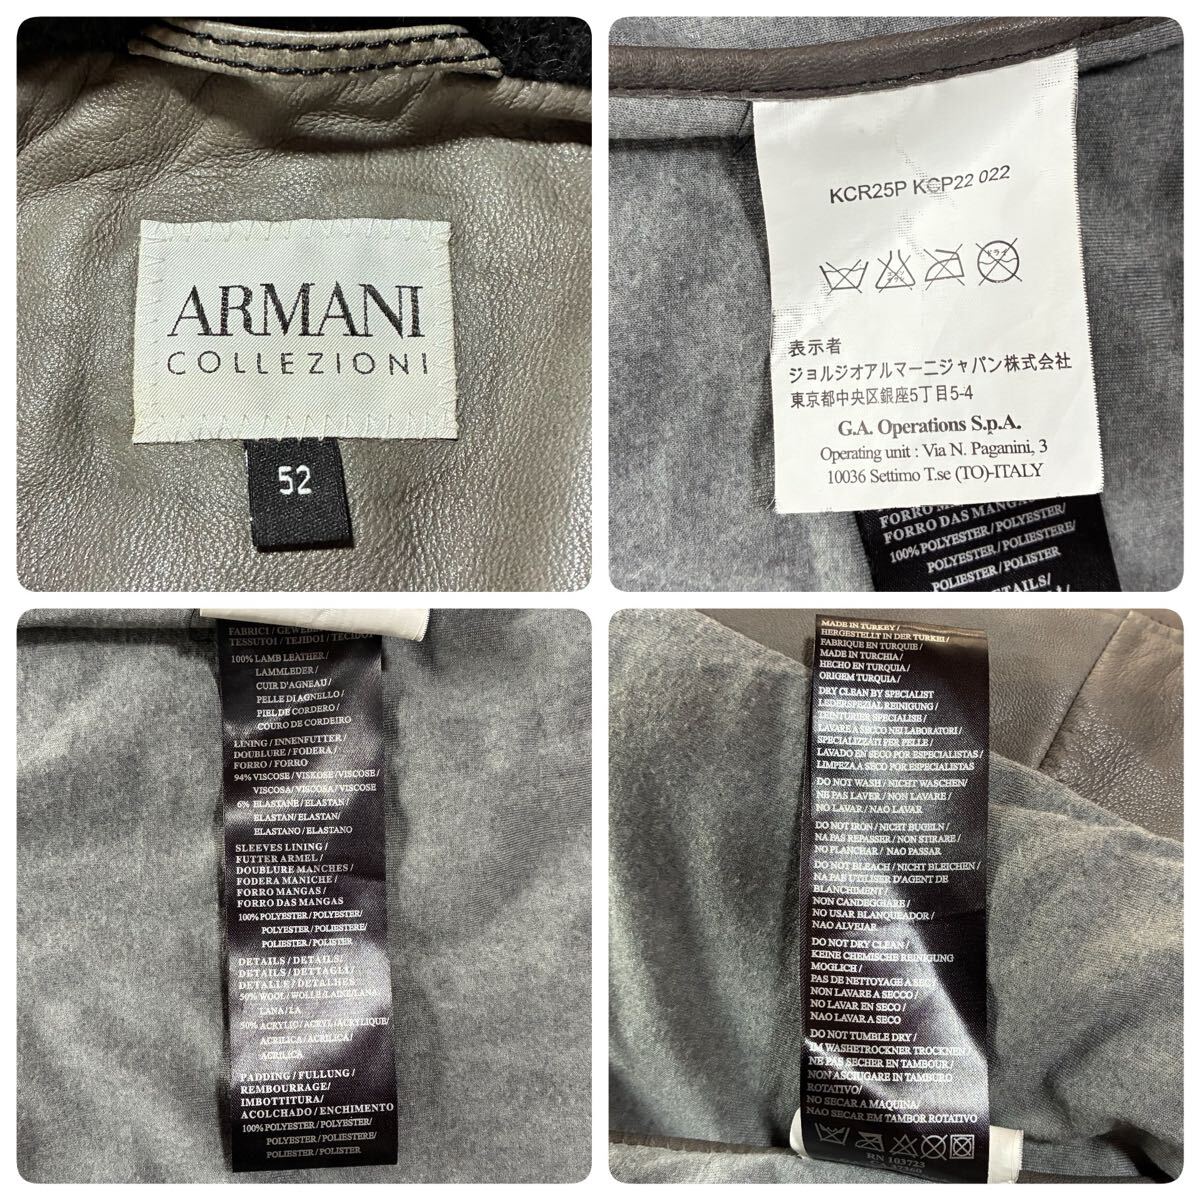 ARMANI
COLLEZIONI
52
KCR25P KCP22 022
表示者
ジョルジオアルマーニジャパン株式会社
東京都中央区銀座5丁目5-4
G.A. Operations S.p.A.
Operating unit : Via N. Paganini, 3
10036 Settimo T.se (TO)-ITALY
FORRO DAS MANGAS
100% POLYESTER / POLYESTER/
POLYESTER / POLIESTERE/
POLIESTER / POLISTER
TESSUTOI / TEJIDOI / TECIDOI
100% LAMB LEATHER /
LAMMLEDER /
CUIR D'AGNEAU /
PELLE DI AGNELLO /
PIEL DE CORDERO /
COURO DE CORDEIRO
LINING / INNENFUTTER /
DOUBLURE / FODERA /
FORRO / FORRO
94% VISCOSE / VISKOSE / VISCOSE /
VISCOSA / VISCOSA / VISCOSE
6% ELASTANE / ELASTAN /
ELASTAN / ELASTAN /
ELASTANO / ELASTANO
SLEEVES LINING /
FUTTER ARMEL /
DOUBLURE MANCHES /
FODERA MANICHE /
FORRO MANGAS /
FORRO DAS MANGAS
100% POLYESTER / POLYESTER/
POLYESTER / POLIESTERE/
POLIESTER / POLISTER
DETAILS / DETAILS /
DETAILS / DETTAGLI /
DETALLE / DETALHES
50% WOOL / WOLLE / LAINE / LANA /
LANA / LA
50% ACRYLIC / ACRYL / ACRYLIQUE /
ACRILICA / ACRILICA /
ACRILICA
PADDING / FULLUNG /
REMBOURRAGE /
IMBOTTITURA /
ACOLCHADO / ENCHIMENTO
100% POLYESTER / POLYESTER/
POLYESTER / POLIESTERE/
POLIESTER / POLISTER
MADE IN TURKEY /
HERGESTELLT IN DER TURKEI /
FABRIQUE EN TURQUIE /
MADE IN TURCHIA /
HECHO EN TURQUIA /
ORIGEM TURQUIA /
DRY CLEAN BY SPECIALIST
LEDERSPEZIAL REINIGUNG /
TEINTURIER SPECIALISE /
LAVARE A SECCO NEI LABORATORI /
SPECIALIZZATI PER PELLE /
LAVADO EN SECO POR ESPECIALISTAS /
LIMPEZA A SECO POR ESPECIALISTAS
DO NOT WASH / NICHT WASCHEN /
NE PAS LAVER / NON LAVARE /
NO LAVAR / NAO LAVAR
DO NOT IRON / NICHT BUGELN /
NA PAS REPASSER / NON STIRARE /
NO PLANCHAR / NAO PASSAR
DO NOT BLEACH / NICHT BLEICHEN /
NA PAS UTILISER D'AGENT DE
BLANCHIMENT /
NON CANDEGGIARE /
NO USAR BLANQUEADOR /
NAO ALVEJAR
DO NOT DRY CLEAN /
KEINE CHEMISCHE REINIGUNG
MOGLICH /
PAS DE NETTOYAGE A SEC /
NON LAVARE A SECCO /
NO LAVAR EN SECO /
NAO LAVAR A SECO
DO NOT TUMBLE DRY /
IM WASHETROCKNER TROCKNEN /
NE PAS SECHER EN TAMBOUR /
NON ASCIUGARE IN TAMBURO
ROTATIVO /
NO SECAR A MAQUINA /
NAO SECAR EM TAMBOR ROTATIVO
RN 103723